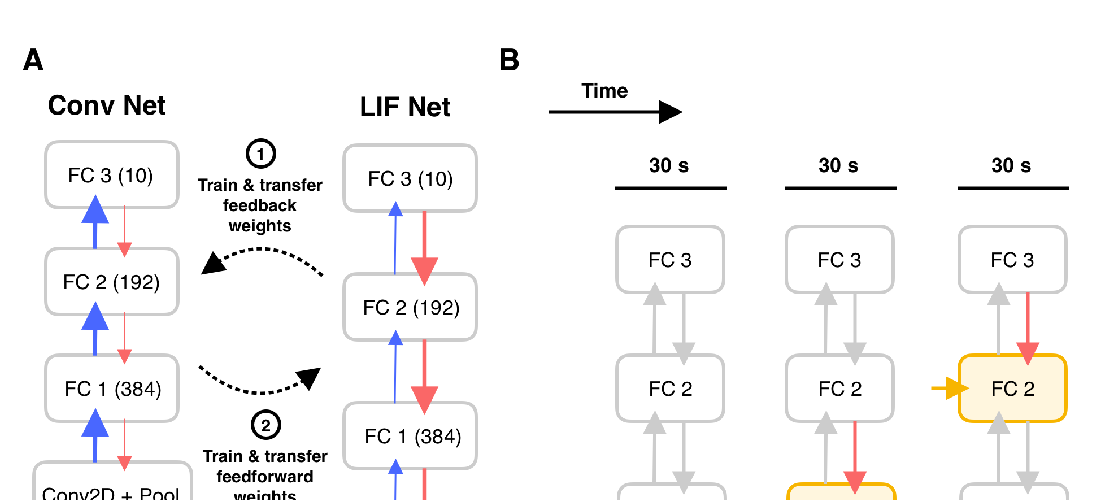 A
Conv Net
FC 3 (10)
FC 2 (192)
FC 1 (384)
Conv2D + Pool
1
Train & transfer
feedback
weights
2
Train & transfer
feedforward
weights
LIF Net
FC 3 (10)
FC 2 (192)
FC 1 (384)
B
Time
30 s
30 s
30 s
FC 3
FC 3
FC 3
FC 2
FC 2
FC 2